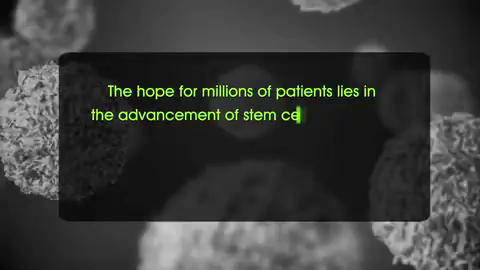 The hope for millions of patients lies in
the advancement of stem ce